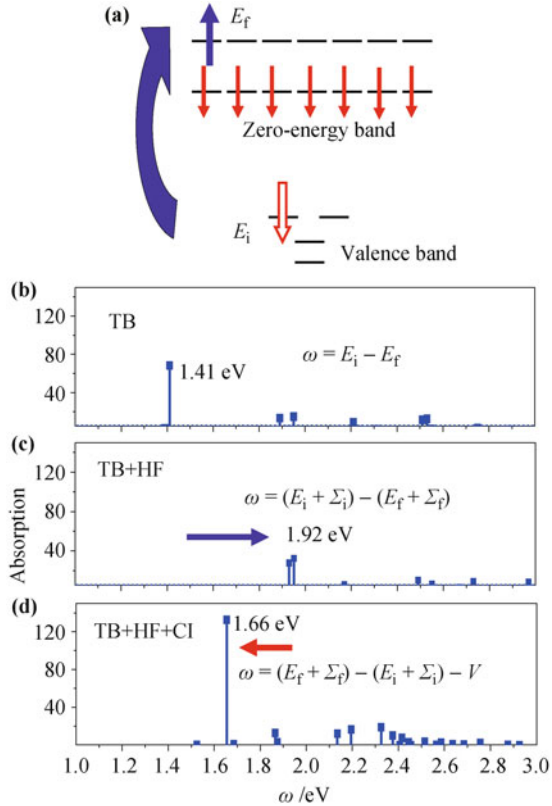 (a)
E_f
Zero-energy band
E_i
Valence band
(b)
120
80
40
TB
1.41 eV
ω = E_i − E_f
(c)
120
80
40
TB+HF
ω = (E_i + Σ_i) − (E_f + Σ_f)
1.92 eV
Absorption
(d)
120
80
40
TB+HF+CI
1.66 eV
ω = (E_f + Σ_f) − (E_i + Σ_i) − V
1.0 1.2 1.4 1.6 1.8 2.0 2.2 2.4 2.6 2.8 3.0
ω /eV